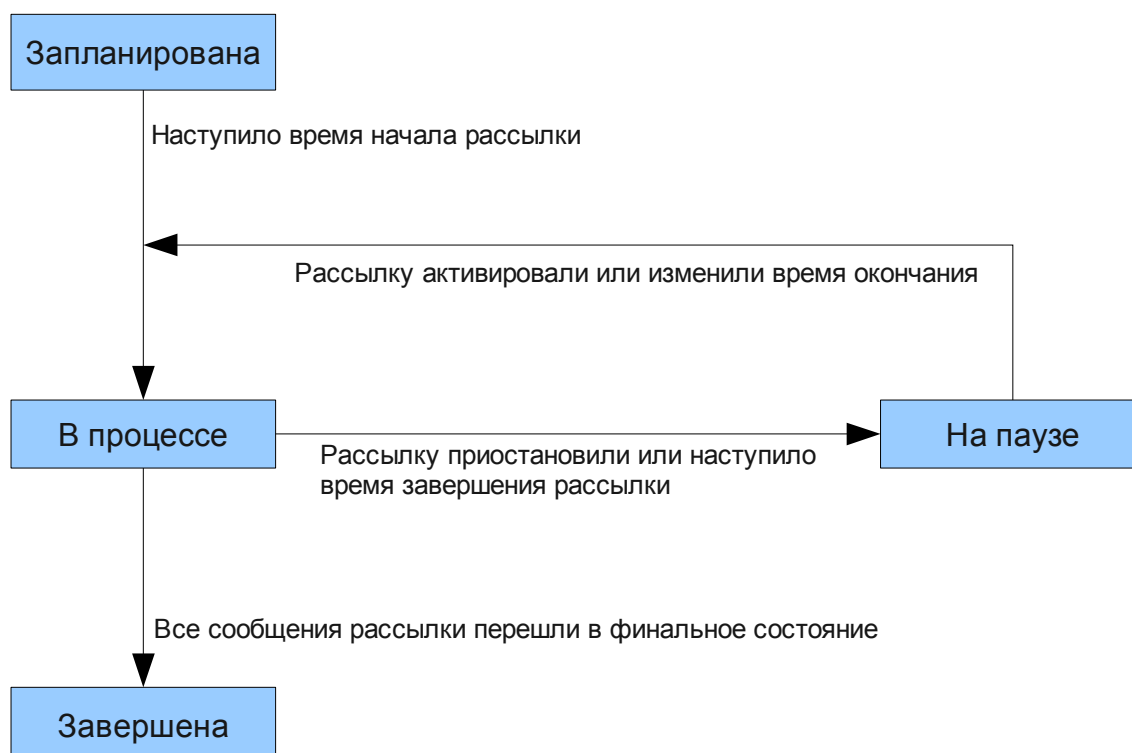 Запланирована
Наступило время начала рассылки
Рассылку активировали или изменили время окончания
В процессе
На паузе
Рассылку приостановили или наступило
время завершения рассылки
Все сообщения рассылки перешли в финальное состояние
Завершена